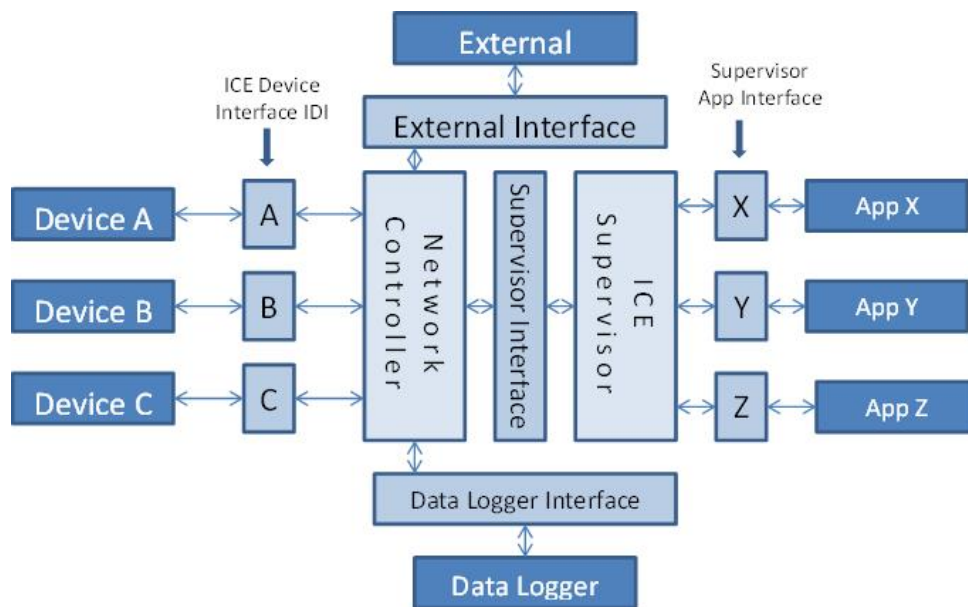 External
ICE Device
Interface IDI
Supervisor
App Interface
External Interface
Device A
A
Network
Controller
Supervisor Interface
ICE
Supervisor
X
App X
Device B
B
Y
App Y
Device C
C
Z
App Z
Data Logger Interface
Data Logger